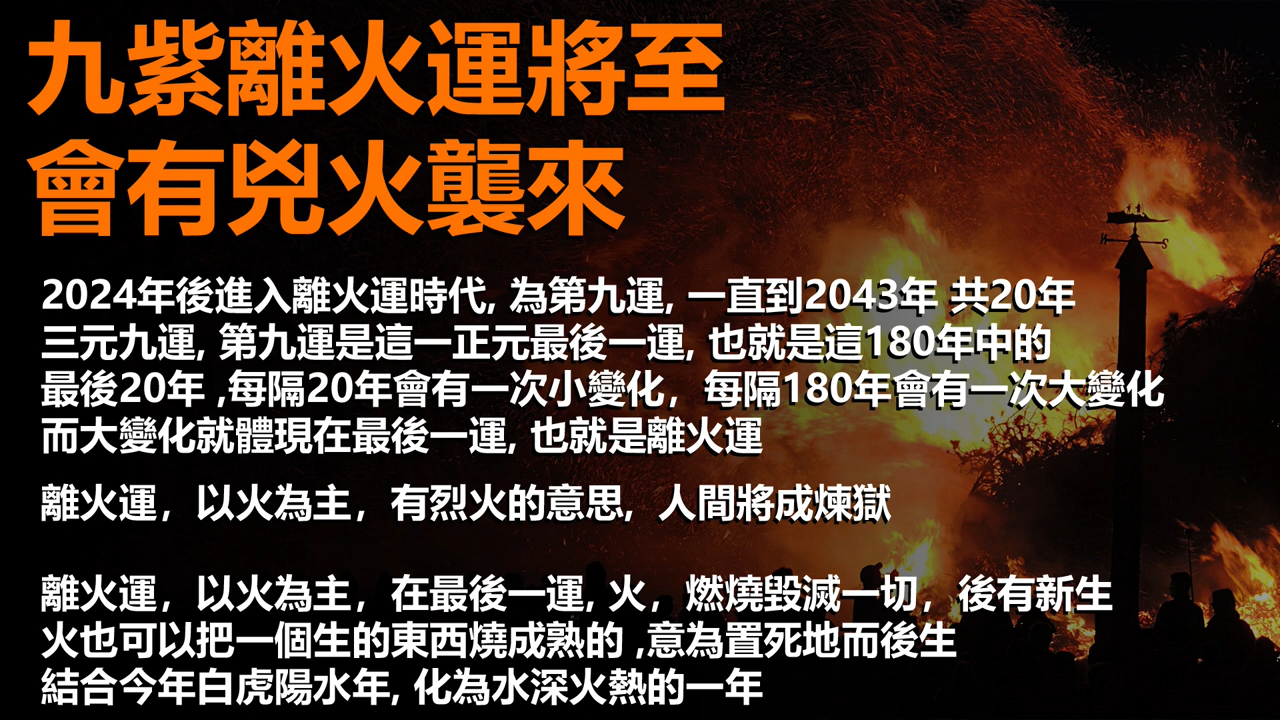 九紫離火運將至
會有兇火襲來
2024年後進入離火運時代, 為第九運, 一直到2043年 共20年
三元九運, 第九運是這一正元最後一運, 也就是這180年中的
最後20年 ,每隔20年會有一次小變化，每隔180年會有一次大變化
而大變化就體現在最後一運, 也就是離火運
離火運，以火為主，有烈火的意思，人間將成煉獄
離火運，以火為主，在最後一運, 火，燃燒毀滅一切，後有新生
火也可以把一個生的東西燒成熟的 ,意為置死地而後生
結合今年白虎陽水年, 化為水深火熱的一年